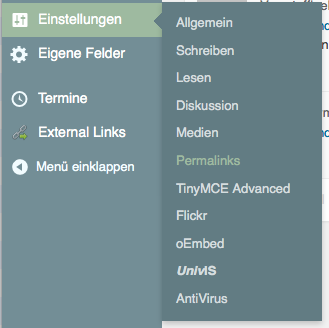 Einstellungen
Eigene Felder
Termine
External Links
Menü einklappen
Allgemein
Schreiben
Lesen
Diskussion
Medien
Permalinks
TinyMCE Advanced
Flickr
oEmbed
UnivIS
AntiVirus